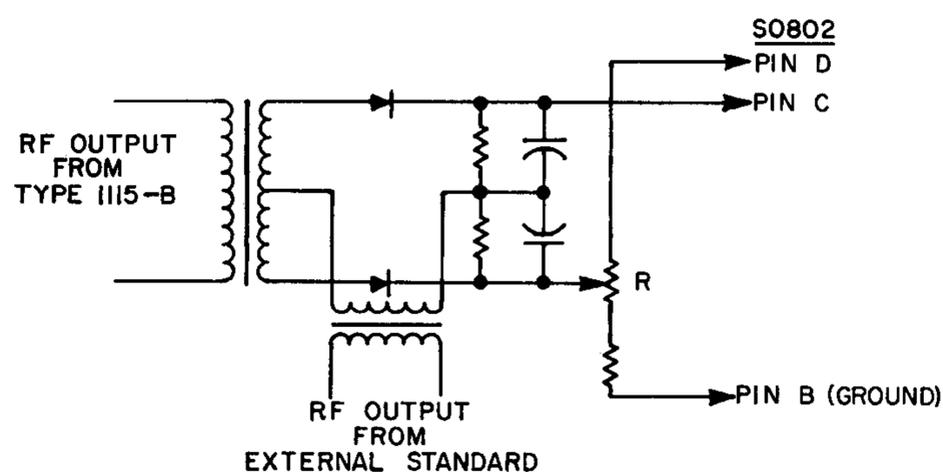 SO802
PIN D
PIN C
RF OUTPUT
FROM
TYPE 1115-B
R
PIN B (GROUND)
RF OUTPUT
FROM
EXTERNAL STANDARD